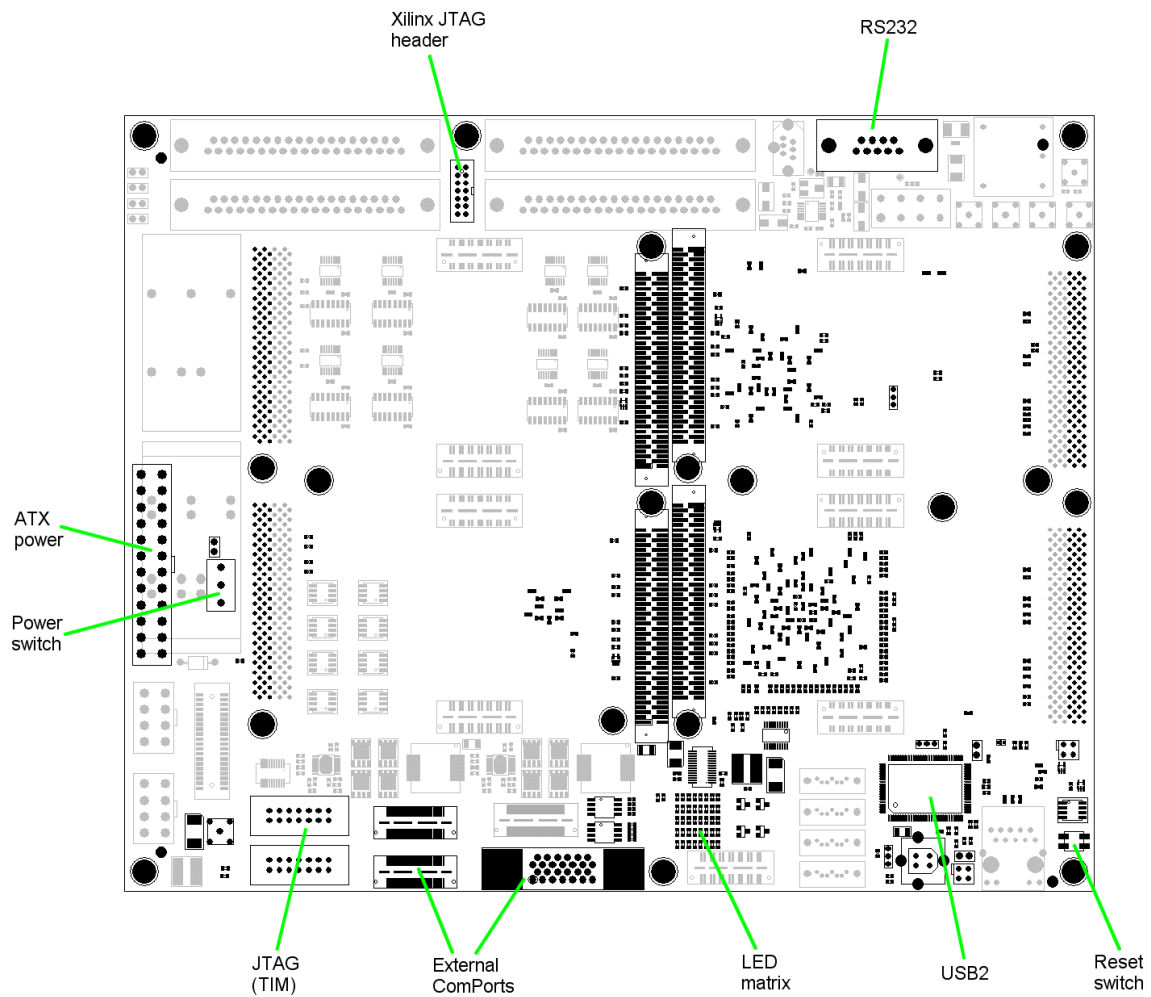 Xilinx JTAG
header
RS232
ATX
power
Power
switch
JTAG
(TIM)
External
ComPorts
LED
matrix
USB2
Reset
switch